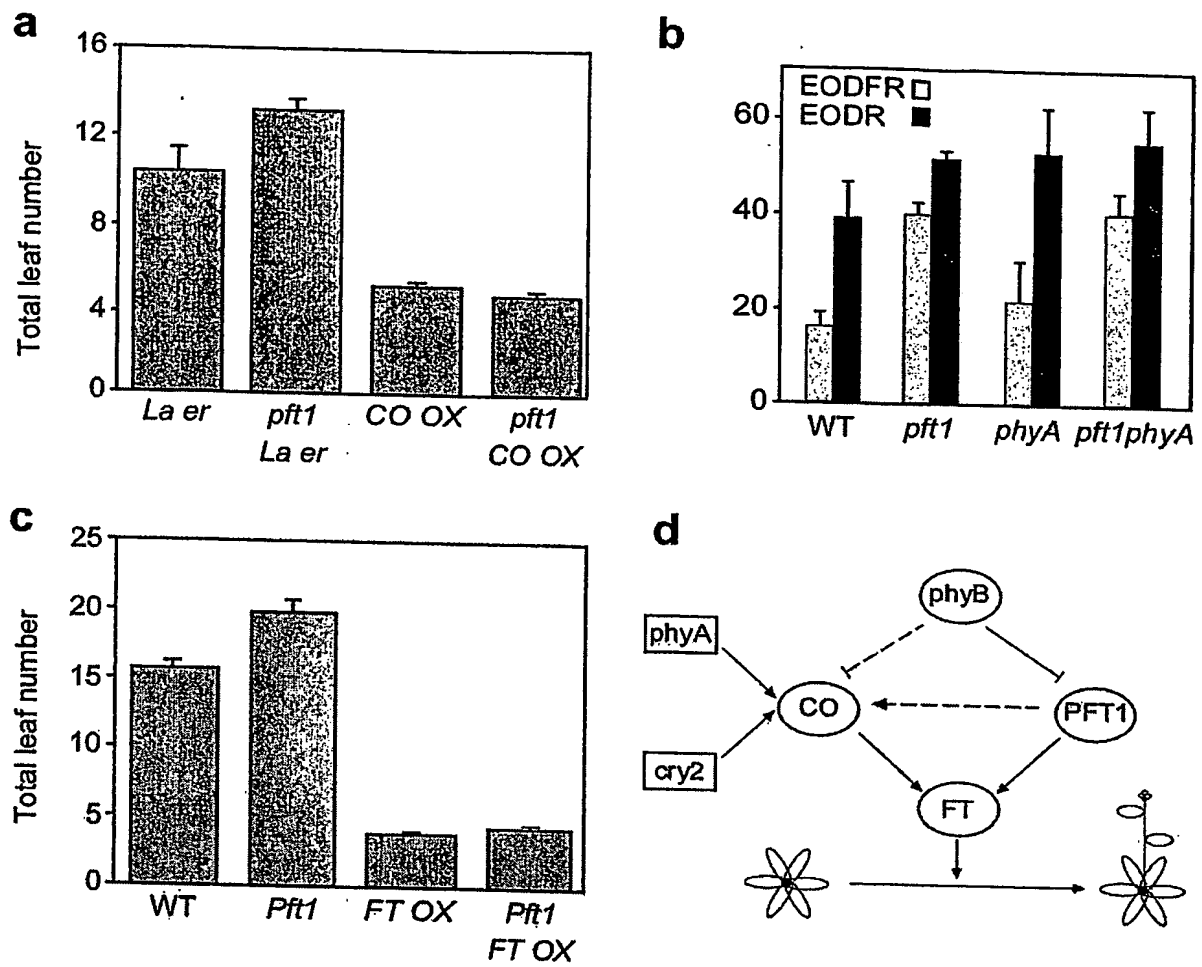 a
16
12
8
4
0
Total leaf number
La er
pft1
La er
CO OX
pft1
CO OX
b
EODFR
EODR
60
40
20
0
WT
pft1
phyA
pft1phyA
c
25
20
15
10
5
0
Total leaf number
WT
Pft1
FT OX
Pft1
FT OX
d
phyB
phyA
CO
PFT1
cry2
FT